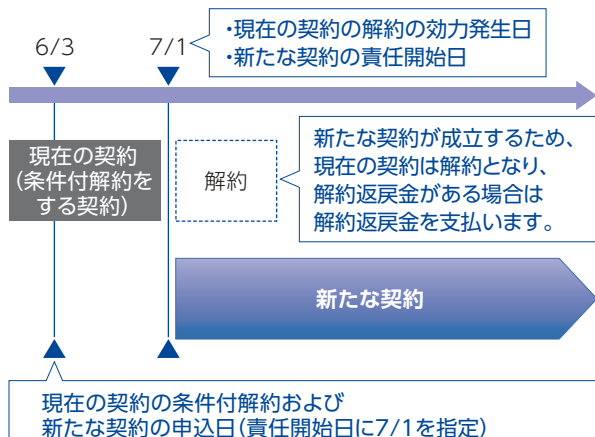 6/3
7/1
・現在の契約の解約の効力発生日
・新たな契約の責任開始日
現在の契約
(条件付解約を
する契約)
解約
新たな契約が成立するため、
現在の契約は解約となり、
解約返戻金がある場合は
解約返戻金を支払います。
新たな契約
現在の契約の条件付解約および
新たな契約の申込日(責任開始日に7/1を指定)